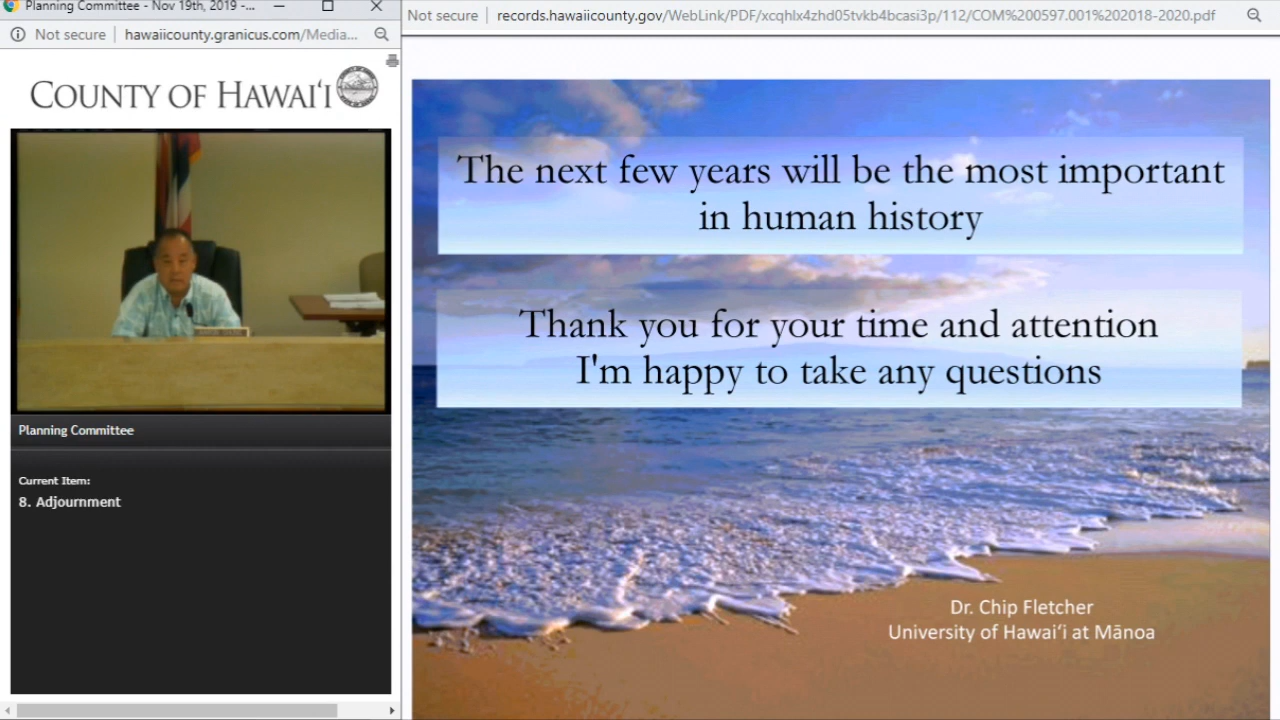 Planning Committee - Nov 19th, 2019 -...
Not secure
hawaiicounty.granicus.com/Media...
COUNTY OF HAWAI‘I
Planning Committee
Current Item:
8. Adjournment
Not secure
records.hawaiicounty.gov/WebLink/PDF/xcqhlx4zhd05tvkb4bcasi3p/112/COM%200597.001%202018-2020.pdf
The next few years will be the most important
in human history
Thank you for your time and attention
I'm happy to take any questions
Dr. Chip Fletcher
University of Hawai‘i at Mānoa